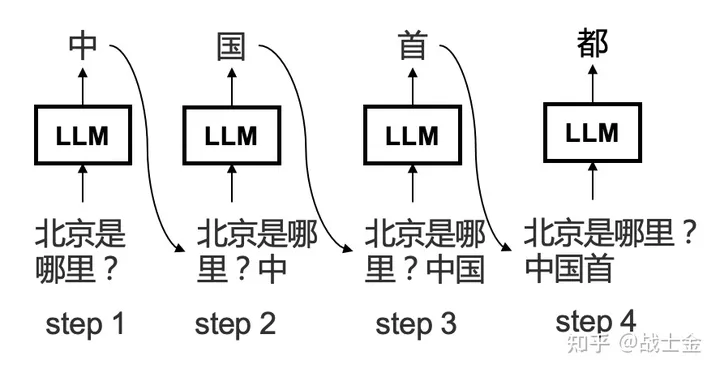 中
国
首
都
LLM
LLM
LLM
LLM
北京是
哪里？
北京是哪
里？中
北京是哪
里？中国
北京是哪里？
中国首
step 1
step 2
step 3
step 4
知乎 @战士金